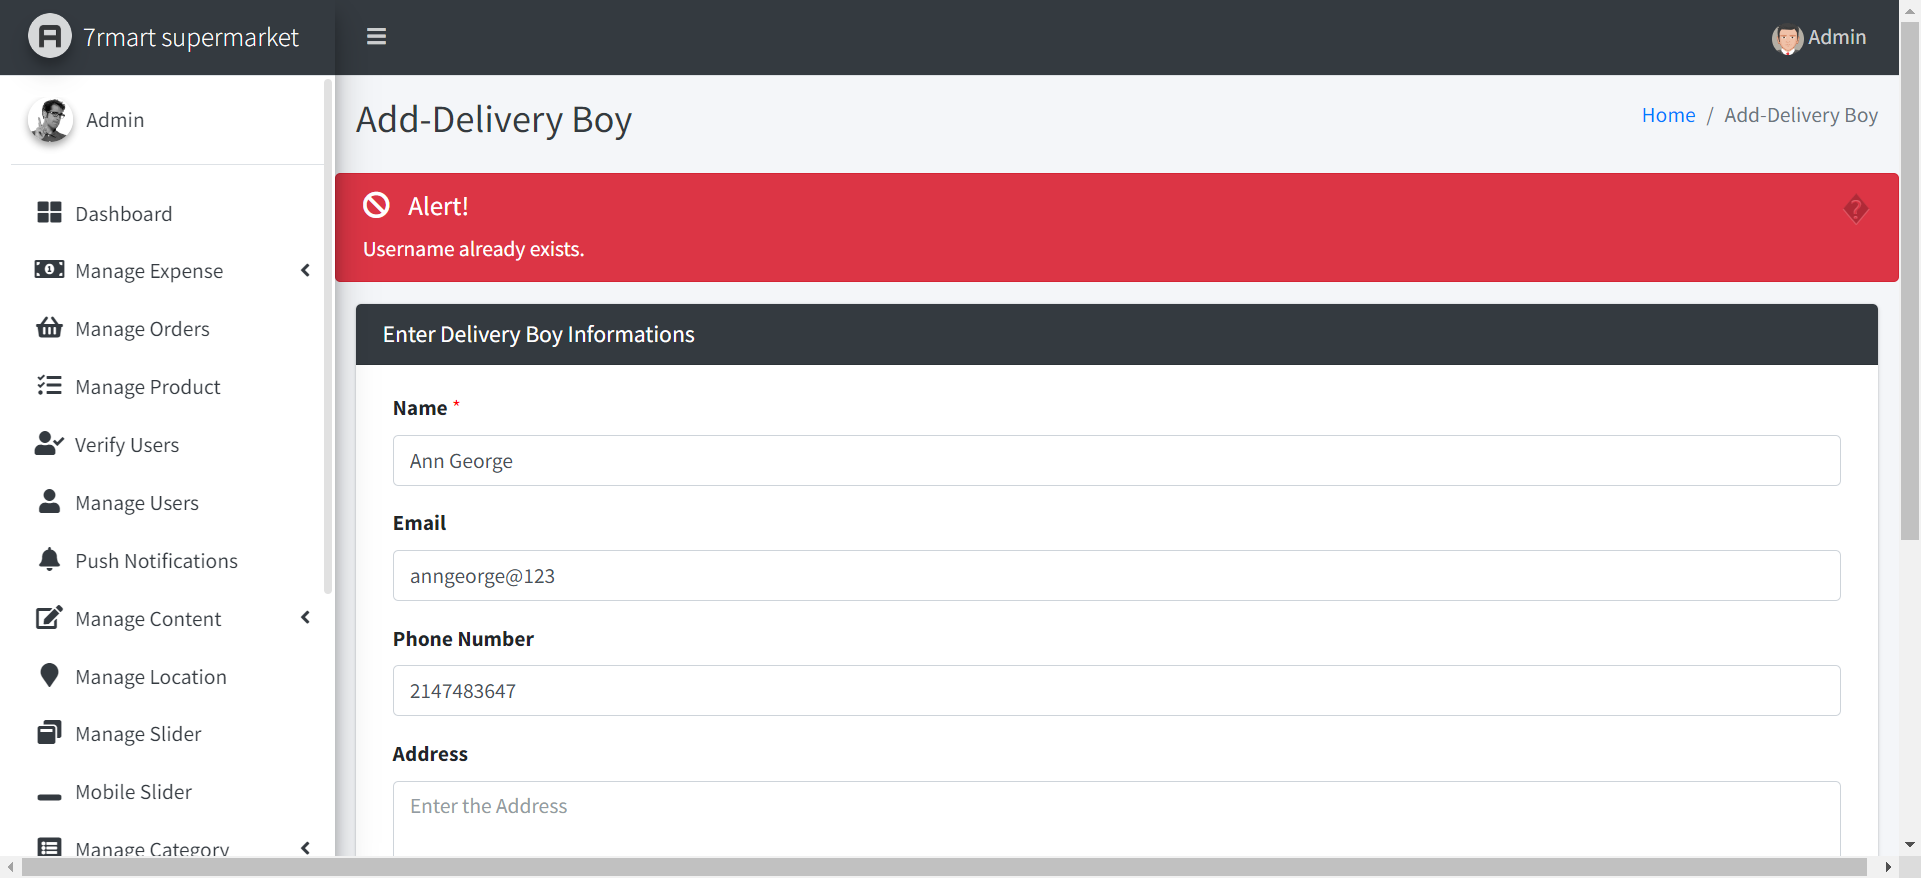 7rmart supermarket
Admin
Admin
Dashboard
Manage Expense
Manage Orders
Manage Product
Verify Users
Manage Users
Push Notifications
Manage Content
Manage Location
Manage Slider
Mobile Slider
Manage Category
Add-Delivery Boy
Home / Add-Delivery Boy
Alert!
Username already exists.
Enter Delivery Boy Informations
Name *
Ann George
Email
anngeorge@123
Phone Number
2147483647
Address
Enter the Address